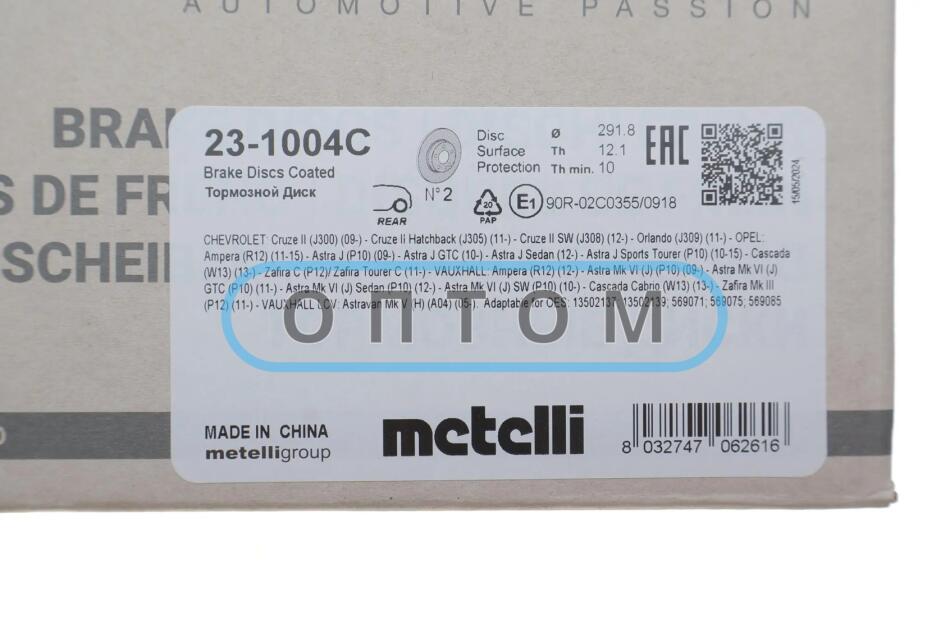 AUTOMOTIVE PASSION
BRA
S DE FR
SCHEI
23-1004C
Brake Discs Coated
Тормозной Диск
REAR
N° 2
Disc
Surface
Protection
ø 291.8
Th 12.1
Th min. 10
EAC
20
PAP
E1 90R-02C0355/0918
15/05/2024
CHEVROLET: Cruze II (J300) (09-) - Cruze Ii Hatchback (J305) (11-) - Cruze II SW (J308) (12-) - Orlando (J309) (11-) - OPEL:
Ampera (R12) (11-15) - Astra J (P10) (09-) - Astra J GTC (10-) - Astra J Sedan (12-) - Astra J Sports Tourer (P10) (10-15) - Cascada
(W13) (13-) - Zafira C (P12)/ Zafira Tourer C (11-) - VAUXHALL: Ampera (R12) (12-) - Astra Mk VI (J) (P10) (09-) - Astra Mk VI (J)
GTC (P10) (11-) - Astra Mk VI (J) Sedan (P10) (12-) - Astra Mk VI (J) SW (P10) (10-) - Cascada Cabrio (W13) (13-) - Zafira Mk III
(P12) (11-) - VAUXHALL LCV: Astravan Mk V (H) (A04) (05-). Adaptable for OES: 13502137; 13502139; 569071; 569075; 569085
ОПТОМ
MADE IN CHINA
metelligroup
metelli
8 032747 062616